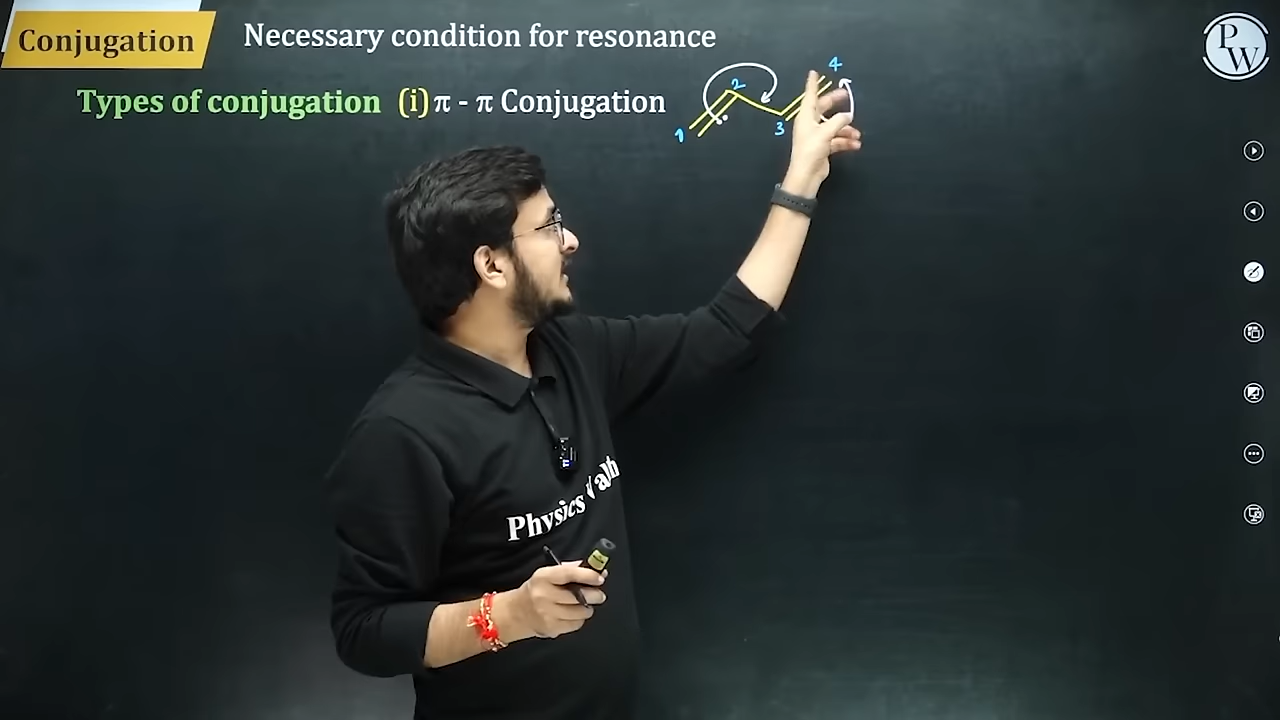 Conjugation Necessary condition for resonance
Types of conjugation (i) π - π Conjugation
1 2 3 4
PW
Physics Wallah